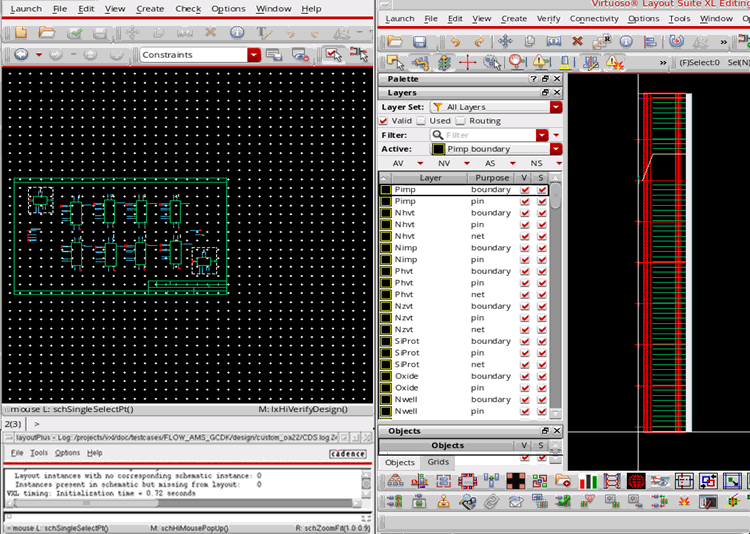 Launch File Edit View Create Check Options Window
Constraints
mouse L: schSingleSelectPt() M: lxHiVerifyDesign()
2(3) >
layoutPlus - Log: /projects/vxl/doc/testcases/FLOW_AMS_GCDK/design/custom_oa22/CDS.log.2
File Tools Options Help cadence
Layout instances with no corresponding schematic instance: 0
Instances present in schematic but missing from Layout: 0
VXL timing: Initialization time = 0.72 seconds
mouse L: schSingleSelectPt() M: schHiMousePopUp() R: schZoomFit(1.0 0.9)
Virtuoso® Layout Suite XL Editing
Launch File Edit View Create Verify Connectivity Options Tools Window
(F)Select:0 Sel(N)
Palette
Layers
Layer Set: All Layers
Valid Used Routing
Filter: Filter
Active: Pimp boundary
AV NV AS NS
Layer Purpose V S
Pimp boundary
Pimp pin
Nhvt boundary
Nhvt pin
Nhvt net
Nimp boundary
Nimp pin
Phvt boundary
Phvt pin
Phvt net
Nzvt boundary
Nzvt pin
Nzvt net
SiProt boundary
SiProt pin
SiProt net
Oxide boundary
Oxide pin
Nwell boundary
Nwell pin
Objects
Objects V S
Objects Grids